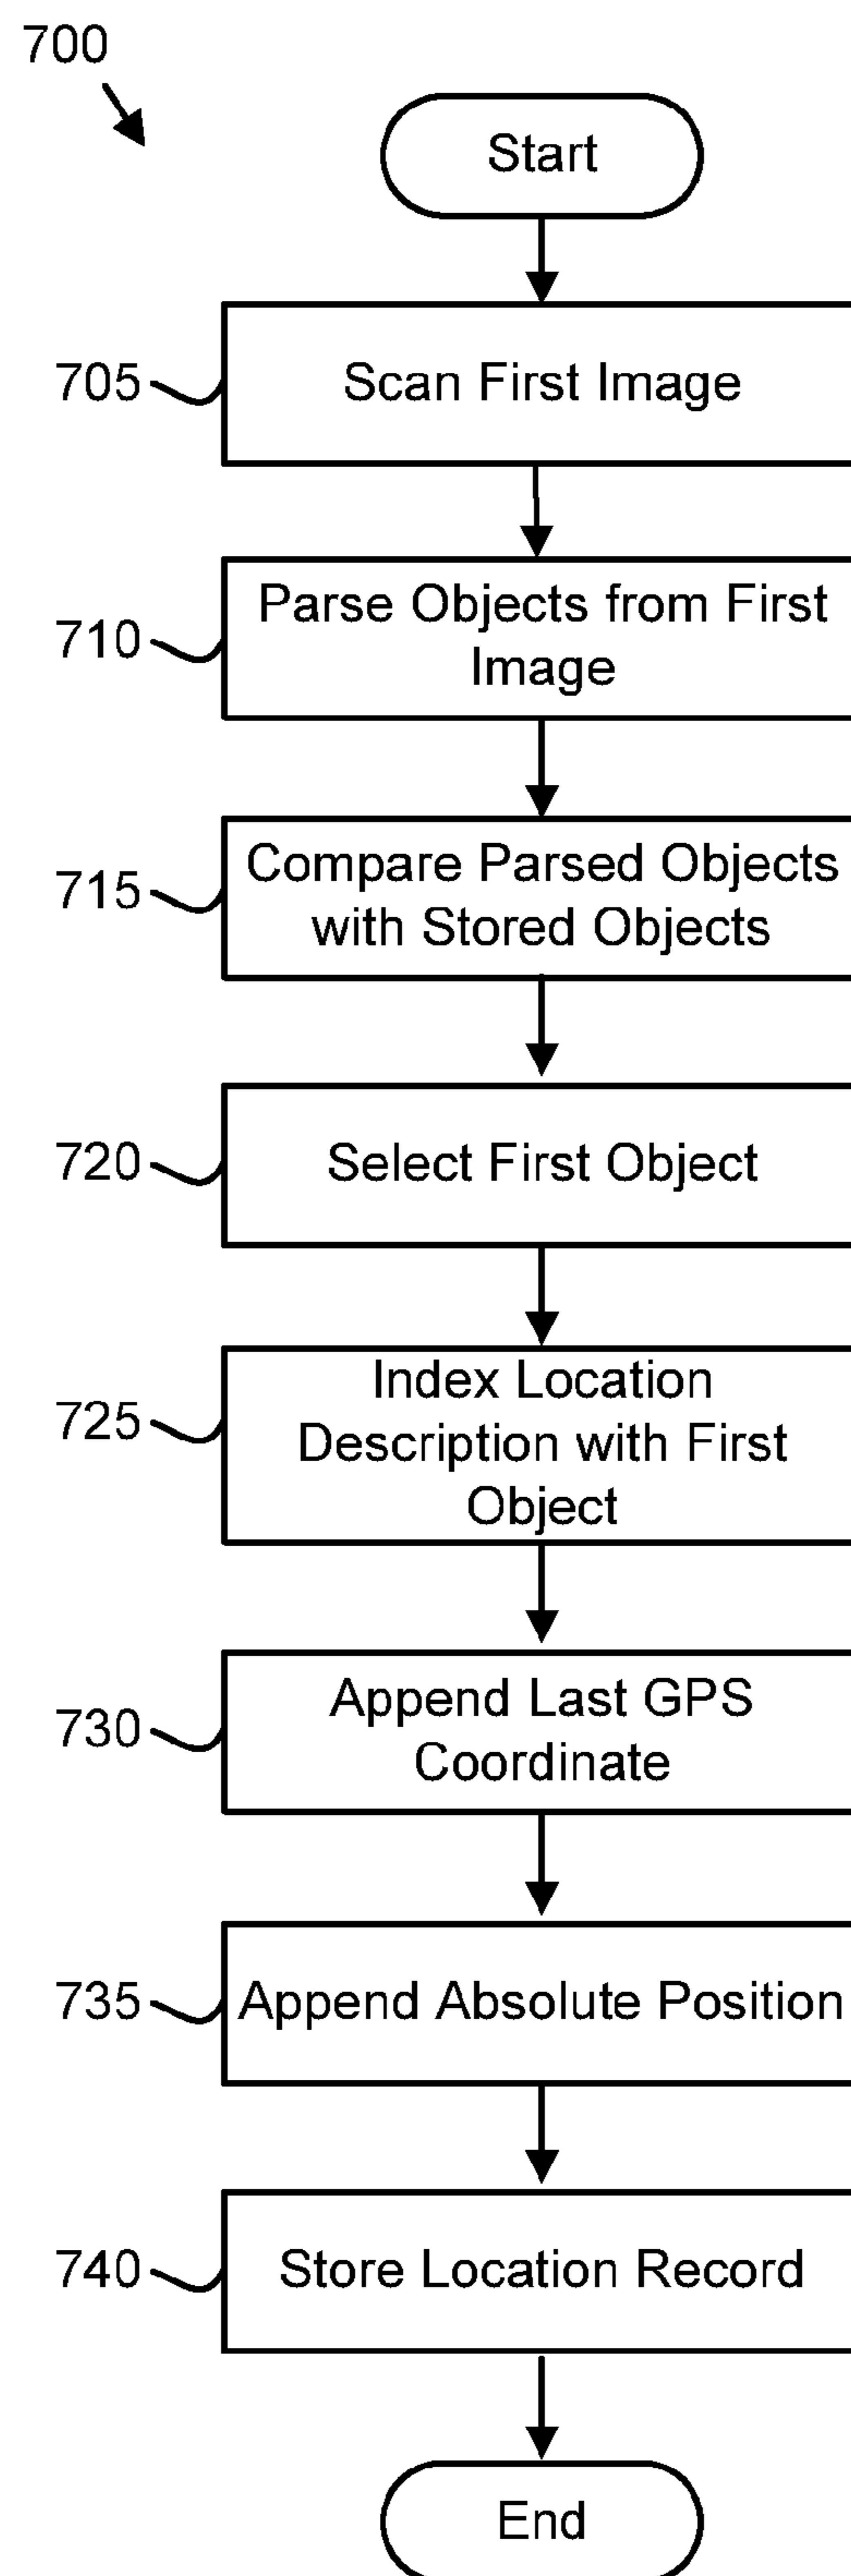 700
Start
705
Scan First Image
710
Parse Objects from First
Image
715
Compare Parsed Objects
with Stored Objects
720
Select First Object
725
Index Location
Description with First
Object
730
Append Last GPS
Coordinate
735
Append Absolute Position
740
Store Location Record
End